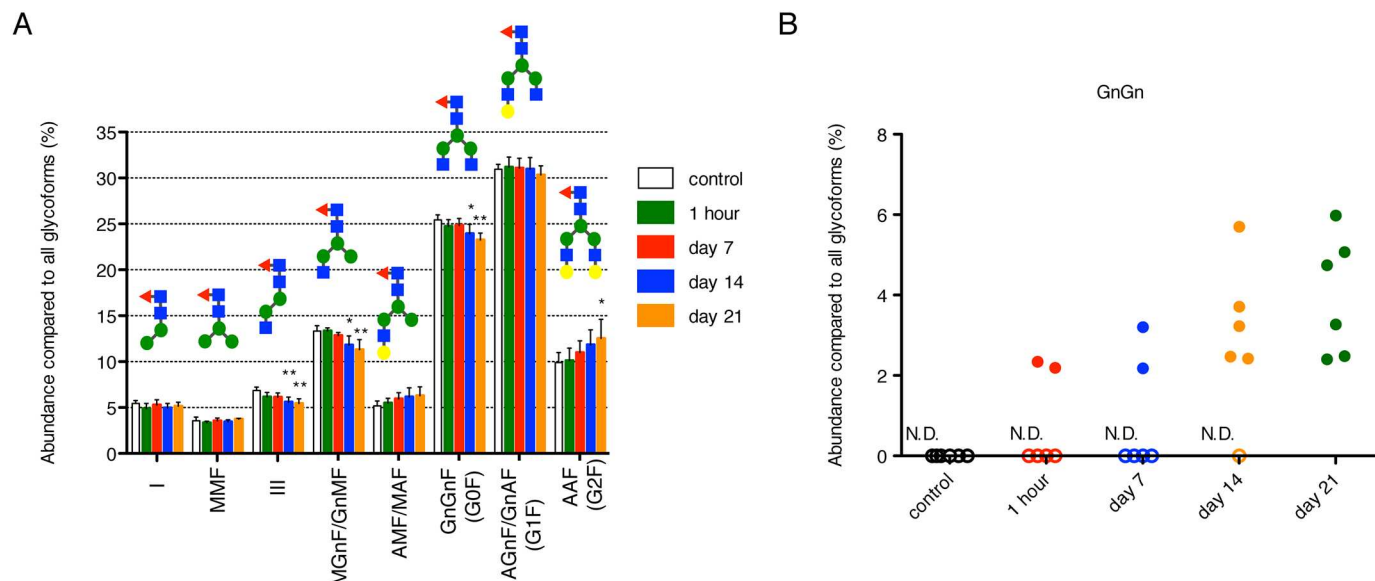 A
Abundance compared to all glycoforms (%)
35
30
25
20
15
10
5
0
**
**
*
**
*
**
*
I
MMF
III
MGnF/GnMF
AMF/MAF
GnGnF
(G0F)
AGnF/GnAF
(G1F)
AAF
(G2F)
control
1 hour
day 7
day 14
day 21
B
GnGn
Abundance compared to all glycoforms (%)
8
6
4
2
0
N.D.
N.D.
N.D.
N.D.
control
1 hour
day 7
day 14
day 21